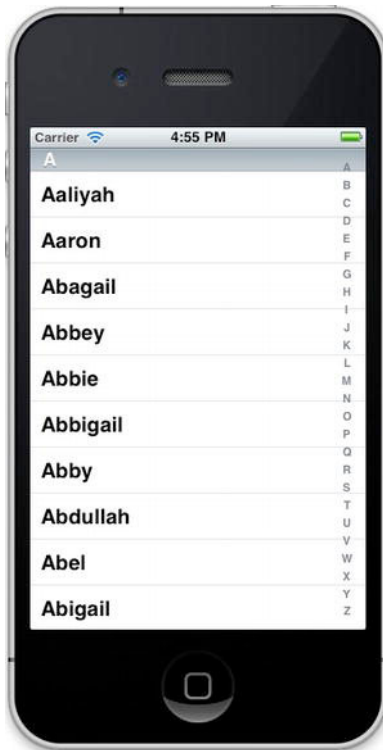 Carrier 4:55 PM
A
Aaliyah
Aaron
Abagail
Abbey
Abbie
Abbigail
Abby
Abdullah
Abel
Abigail
A
B
C
D
E
F
G
H
I
J
K
L
M
N
O
P
Q
R
S
T
U
V
W
X
Y
Z